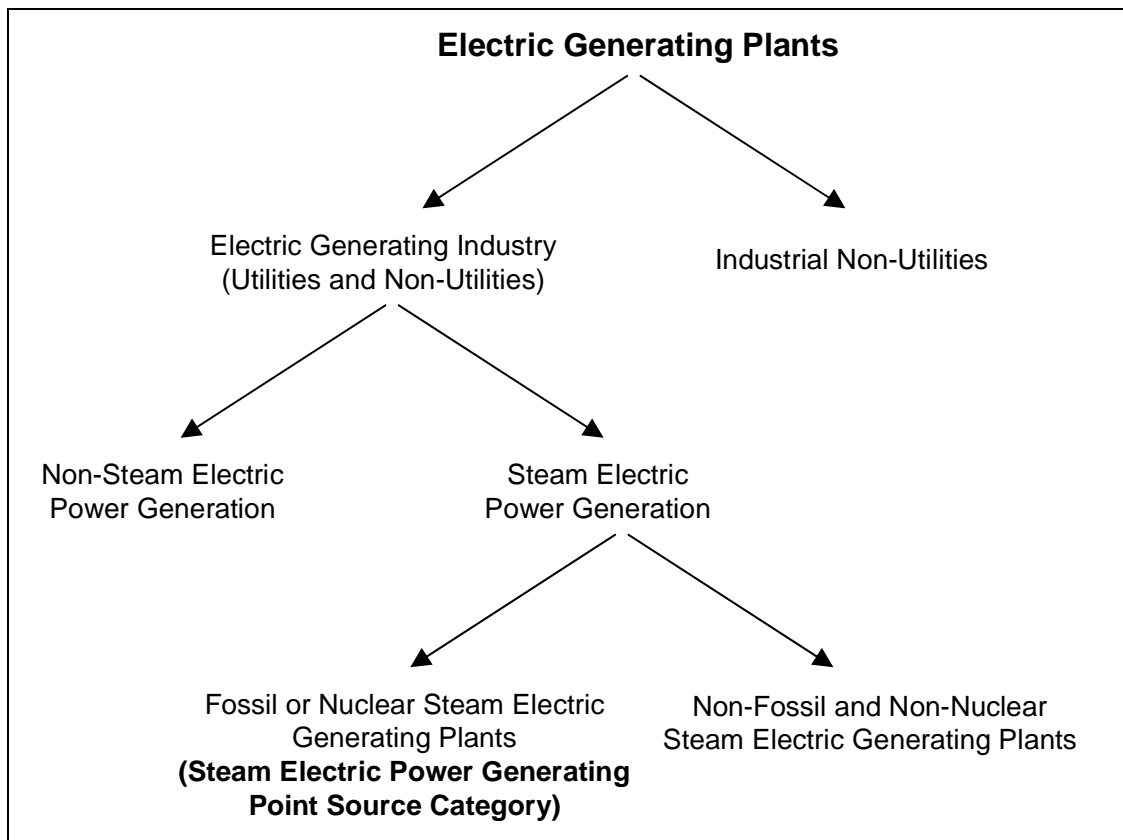 Electric Generating Plants
Electric Generating Industry
(Utilities and Non-Utilities)
Industrial Non-Utilities
Non-Steam Electric
Power Generation
Steam Electric
Power Generation
Fossil or Nuclear Steam Electric
Generating Plants
(Steam Electric Power Generating
Point Source Category)
Non-Fossil and Non-Nuclear
Steam Electric Generating Plants